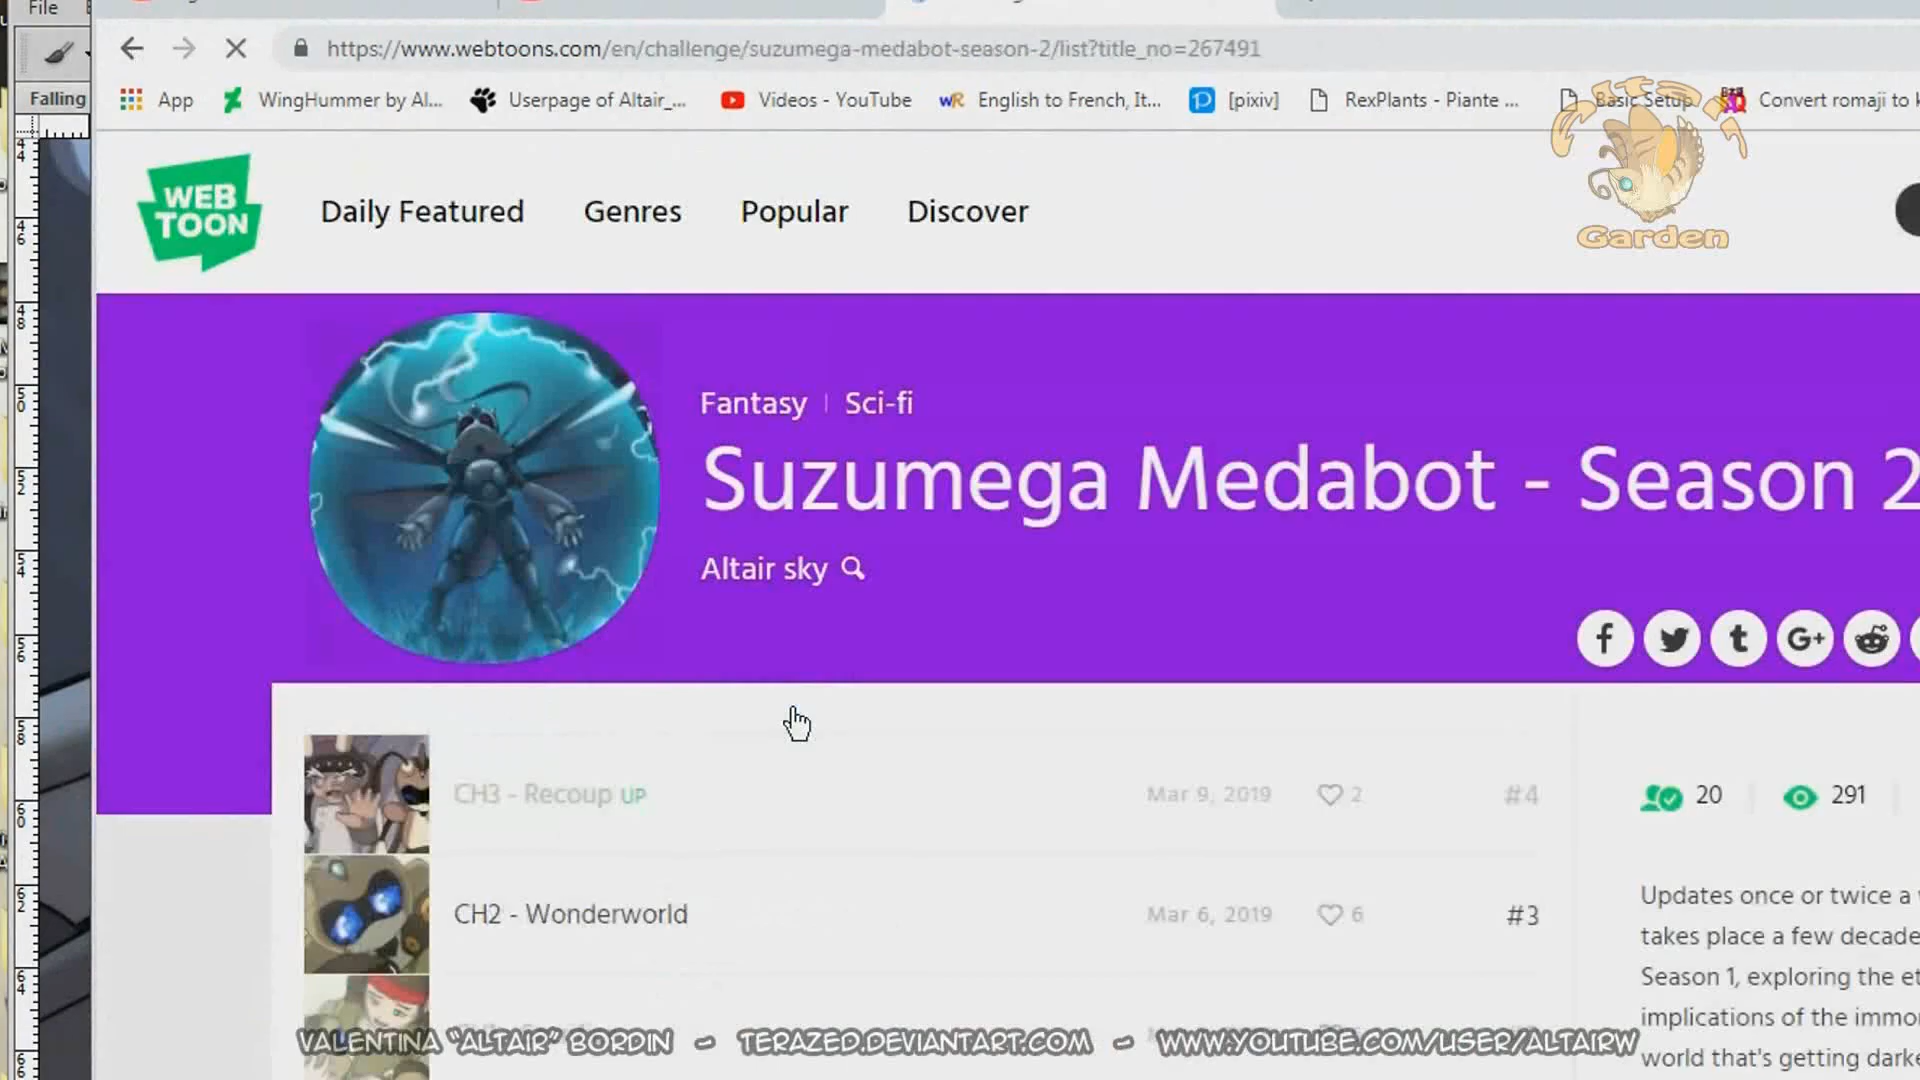 File
https://www.webtoons.com/en/challenge/suzumega-medabot-season-2/list?title_no=267491
App
WingHummer by Al...
Userpage of Altair_...
Videos - YouTube
English to French, It...
[pixiv]
RexPlants - Piante ...
Basic Setup
Convert romaji to
Falling
WEB
TOON
Daily Featured
Genres
Popular
Discover
Garden
Fantasy | Sci-fi
Suzumega Medabot - Season 2
Altair sky
CH3 - Recoup UP
Mar 9, 2019
2
#4
20
291
CH2 - Wonderworld
Mar 6, 2019
6
#3
Updates once or twice a
takes place a few decade
Season 1, exploring the
implications of the
world that's getting
VALENTINA "ALTAIR" BORDIN - TERAZED.DEVIANTART.COM - WWW.YOUTUBE.COM/USER/ALTAIRW